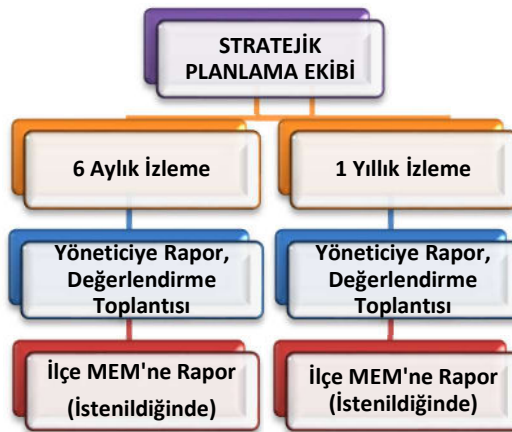 STRATEJİK
PLANLAMA EKİBİ
6 Aylık İzleme
1 Yıllık İzleme
Yöneticiye Rapor,
Değerlendirme
Toplantısı
Yöneticiye Rapor,
Değerlendirme
Toplantısı
İlçe MEM'ne Rapor
(İstenildiğinde)
İlçe MEM'ne Rapor
(İstenildiğinde)